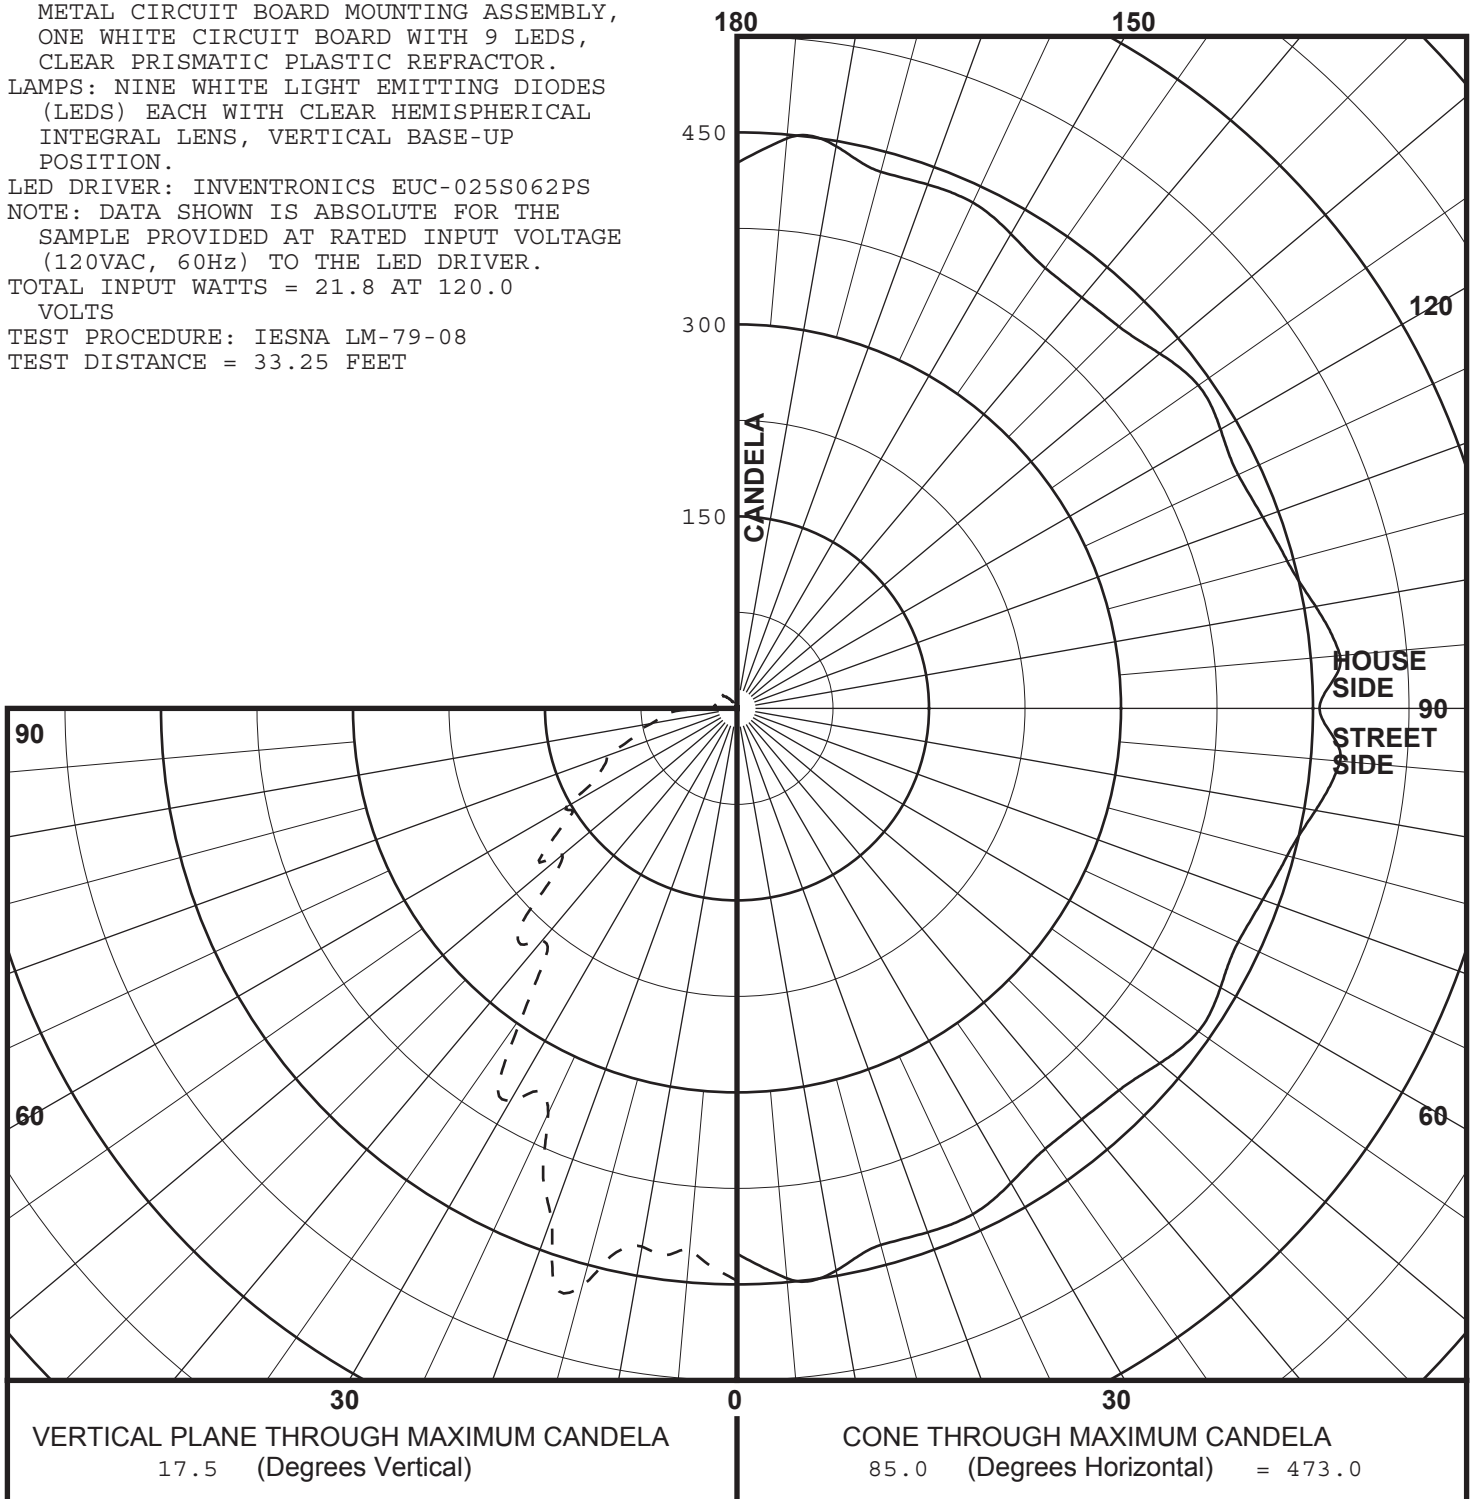 METAL CIRCUIT BOARD MOUNTING ASSEMBLY,
ONE WHITE CIRCUIT BOARD WITH 9 LEDS,
CLEAR PRISMATIC PLASTIC REFRACTOR.
LAMPS: NINE WHITE LIGHT EMITTING DIODES
(LEDS) EACH WITH CLEAR HEMISPHERICAL
INTEGRAL LENS, VERTICAL BASE-UP
POSITION.
LED DRIVER: INVENTRONICS EUC-025S062PS
NOTE: DATA SHOWN IS ABSOLUTE FOR THE
SAMPLE PROVIDED AT RATED INPUT VOLTAGE
(120VAC, 60Hz) TO THE LED DRIVER.
TOTAL INPUT WATTS = 21.8 AT 120.0
VOLTS
TEST PROCEDURE: IESNA LM-79-08
TEST DISTANCE = 33.25 FEET
180
150
450
120
300
CANDELA
150
HOUSE
SIDE
90
90
STREET
SIDE
60
60
30
0
30
VERTICAL PLANE THROUGH MAXIMUM CANDELA
17.5 (Degrees Vertical)
CONE THROUGH MAXIMUM CANDELA
85.0 (Degrees Horizontal) = 473.0